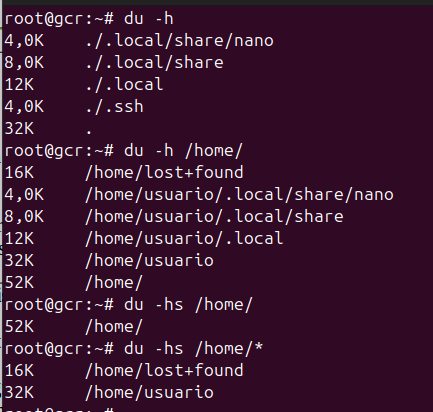 root@gcr:~# du -h
4,0K    ./.local/share/nano
8,0K    ./.local/share
12K     ./.local
4,0K    ./.ssh
32K     .
root@gcr:~# du -h /home/
16K     /home/lost+found
4,0K    /home/usuario/.local/share/nano
8,0K    /home/usuario/.local/share
12K     /home/usuario/.local
32K     /home/usuario
52K     /home/
root@gcr:~# du -hs /home/
52K     /home/
root@gcr:~# du -hs /home/*
16K     /home/lost+found
32K     /home/usuario